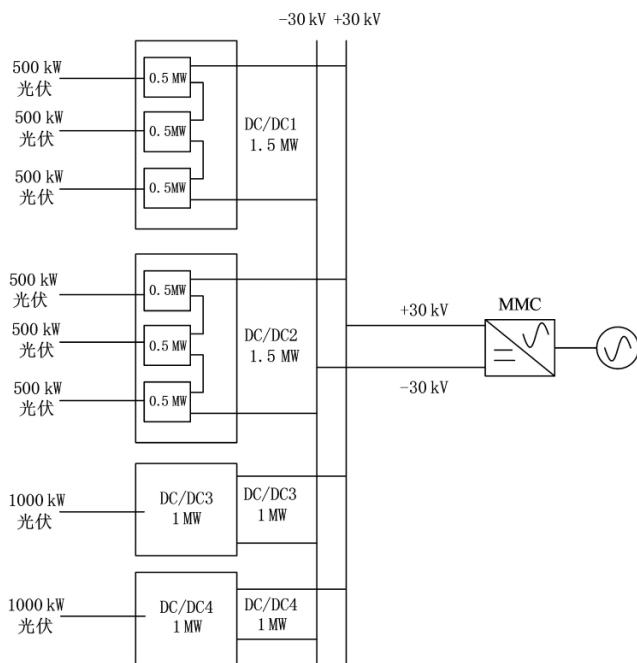 −30 kV +30 kV
500 kW
光伏
0.5 MW
500 kW
光伏
0.5MW
DC/DC1
1.5 MW
500 kW
光伏
0.5MW
500 kW
光伏
0.5MW
500 kW
光伏
0.5MW
DC/DC2
1.5 MW
500 kW
光伏
0.5 MW
+30 kV
MMC
−30 kV
1000 kW
光伏
DC/DC3
1 MW
DC/DC3
1 MW
1000 kW
光伏
DC/DC4
1 MW
DC/DC4
1 MW